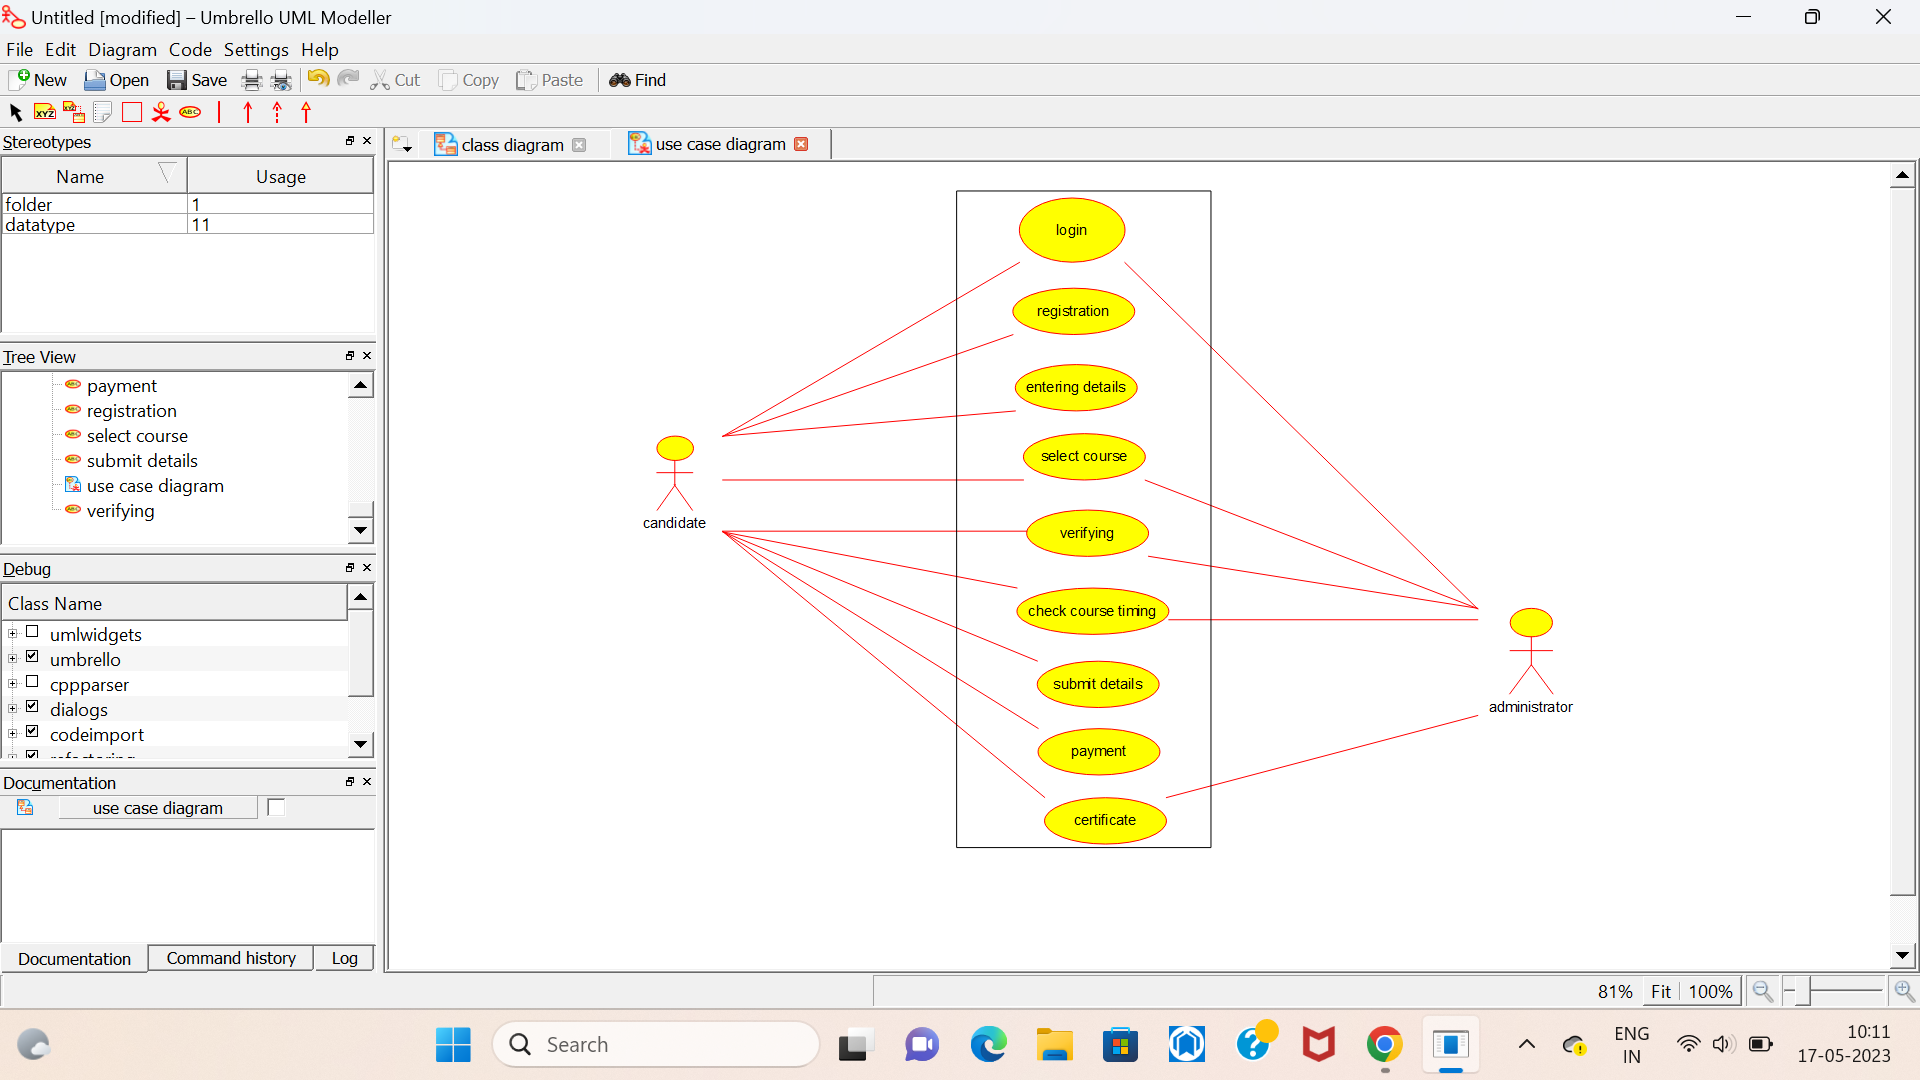 Untitled [modified] – Umbrello UML Modeller
File Edit Diagram Code Settings Help
New Open Save Cut Copy Paste Find
XYZ XYZ ABC
Stereotypes
Name Usage
folder 1
datatype 11
Tree View
payment
registration
select course
submit details
use case diagram
verifying
Debug
Class Name
umlwidgets
umbrello
cppparser
dialogs
codeimport
Documentation
use case diagram
Documentation Command history Log
class diagram use case diagram
login
registration
entering details
select course
verifying
check course timing
submit details
payment
certificate
candidate
administrator
81% Fit 100%
Search
ENG
IN
10:11
17-05-2023